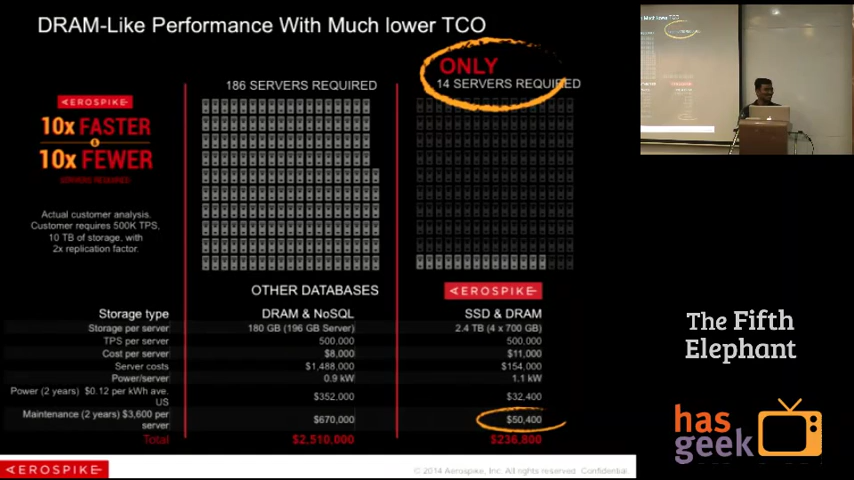 DRAM-Like Performance With Much lower TCO
AEROSPIKE
10x FASTER
&
10x FEWER
SERVERS REQUIRED
Actual customer analysis.
Customer requires 500K TPS,
10 TB of storage, with
2x replication factor.
186 SERVERS REQUIRED
ONLY
14 SERVERS REQUIRED
OTHER DATABASES
AEROSPIKE
Storage type DRAM & NoSQL SSD & DRAM
Storage per server 180 GB (196 GB Server) 2.4 TB (4 x 700 GB)
TPS per server 500,000 500,000
Cost per server $8,000 $11,000
Server costs $1,488,000 $154,000
Power/server 0.9 kW 1.1 kW
Power (2 years) $0.12 per kWh ave.
US $352,000 $32,400
Maintenance (2 years) $3,600 per
server $670,000 $50,400
Total $2,510,000 $236,800
AEROSPIKE
© 2014 Aerospike, Inc. All rights reserved. Confidential.
The Fifth
Elephant
has
geek